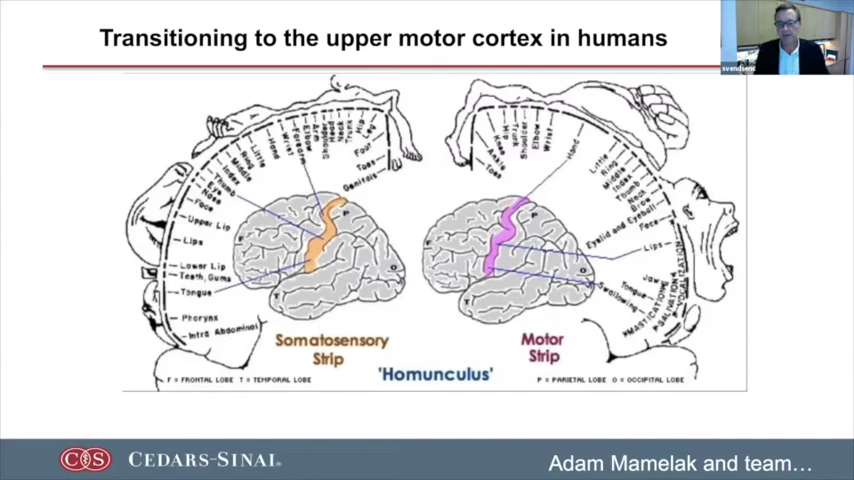 Transitioning to the upper motor cortex in humans
svendsenc
Genitals
Toes
Foot
Leg
Hip
Trunk
Neck
Head
Shoulder
Arm
Elbow
Forearm
Wrist
Hand
Little
Ring
Middle
Index
Thumb
Eye
Nose
Face
Upper Lip
Lips
Lower Lip
Teeth, Gums
Tongue
Pharynx
Intra Abdominal
F
P
O
T
Toes
Ankle
Knee
Hip
Trunk
Shoulder
Elbow
Wrist
Hand
Little
Ring
Middle
Index
Thumb
Neck
Brow
Eyelid and Eyeball
Face
Lips
Jaw
Tongue
Swallowing
MASTICATION
SALIVATION
VOCALIZATION
F
P
O
T
Somatosensory
Strip
Motor
Strip
'Homunculus'
F = FRONTAL LOBE T = TEMPORAL LOBE
P = PARIETAL LOBE O = OCCIPITAL LOBE
CS CEDARS-SINAI®
Adam Mamelak and team…